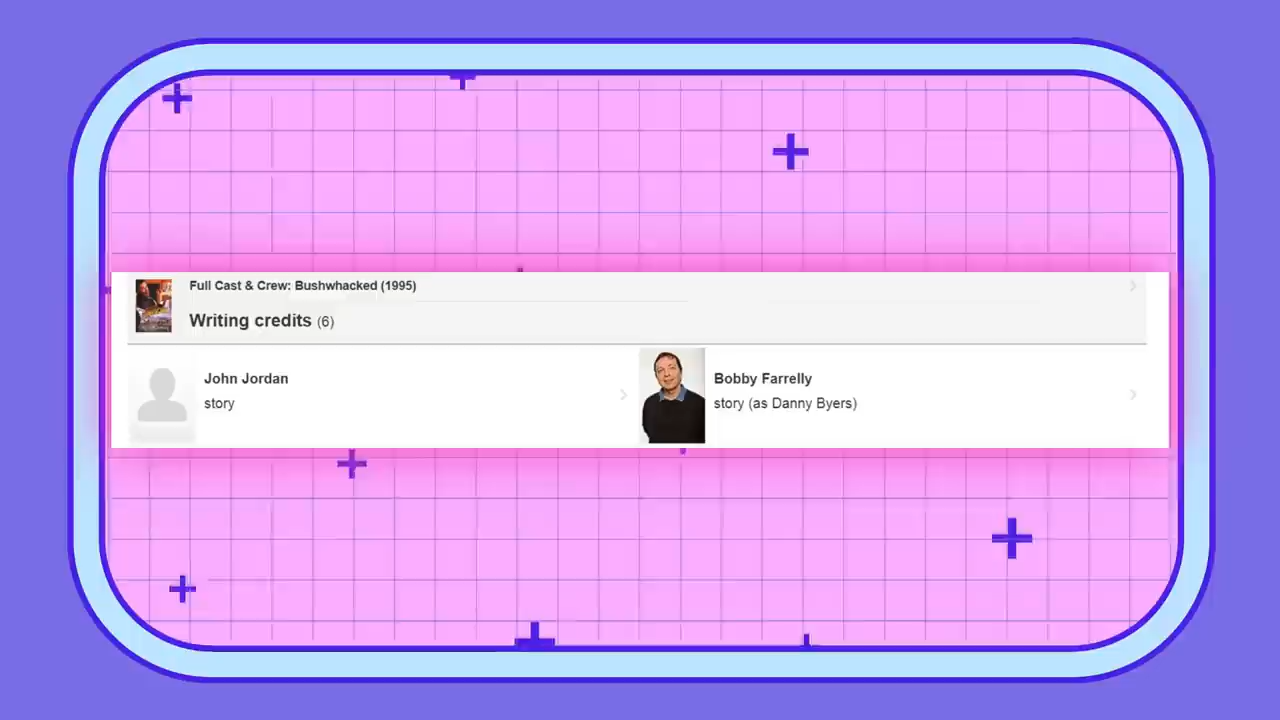 Full Cast & Crew: Bushwhacked (1995)
Writing credits (6)
John Jordan
story
Bobby Farrelly
story (as Danny Byers)